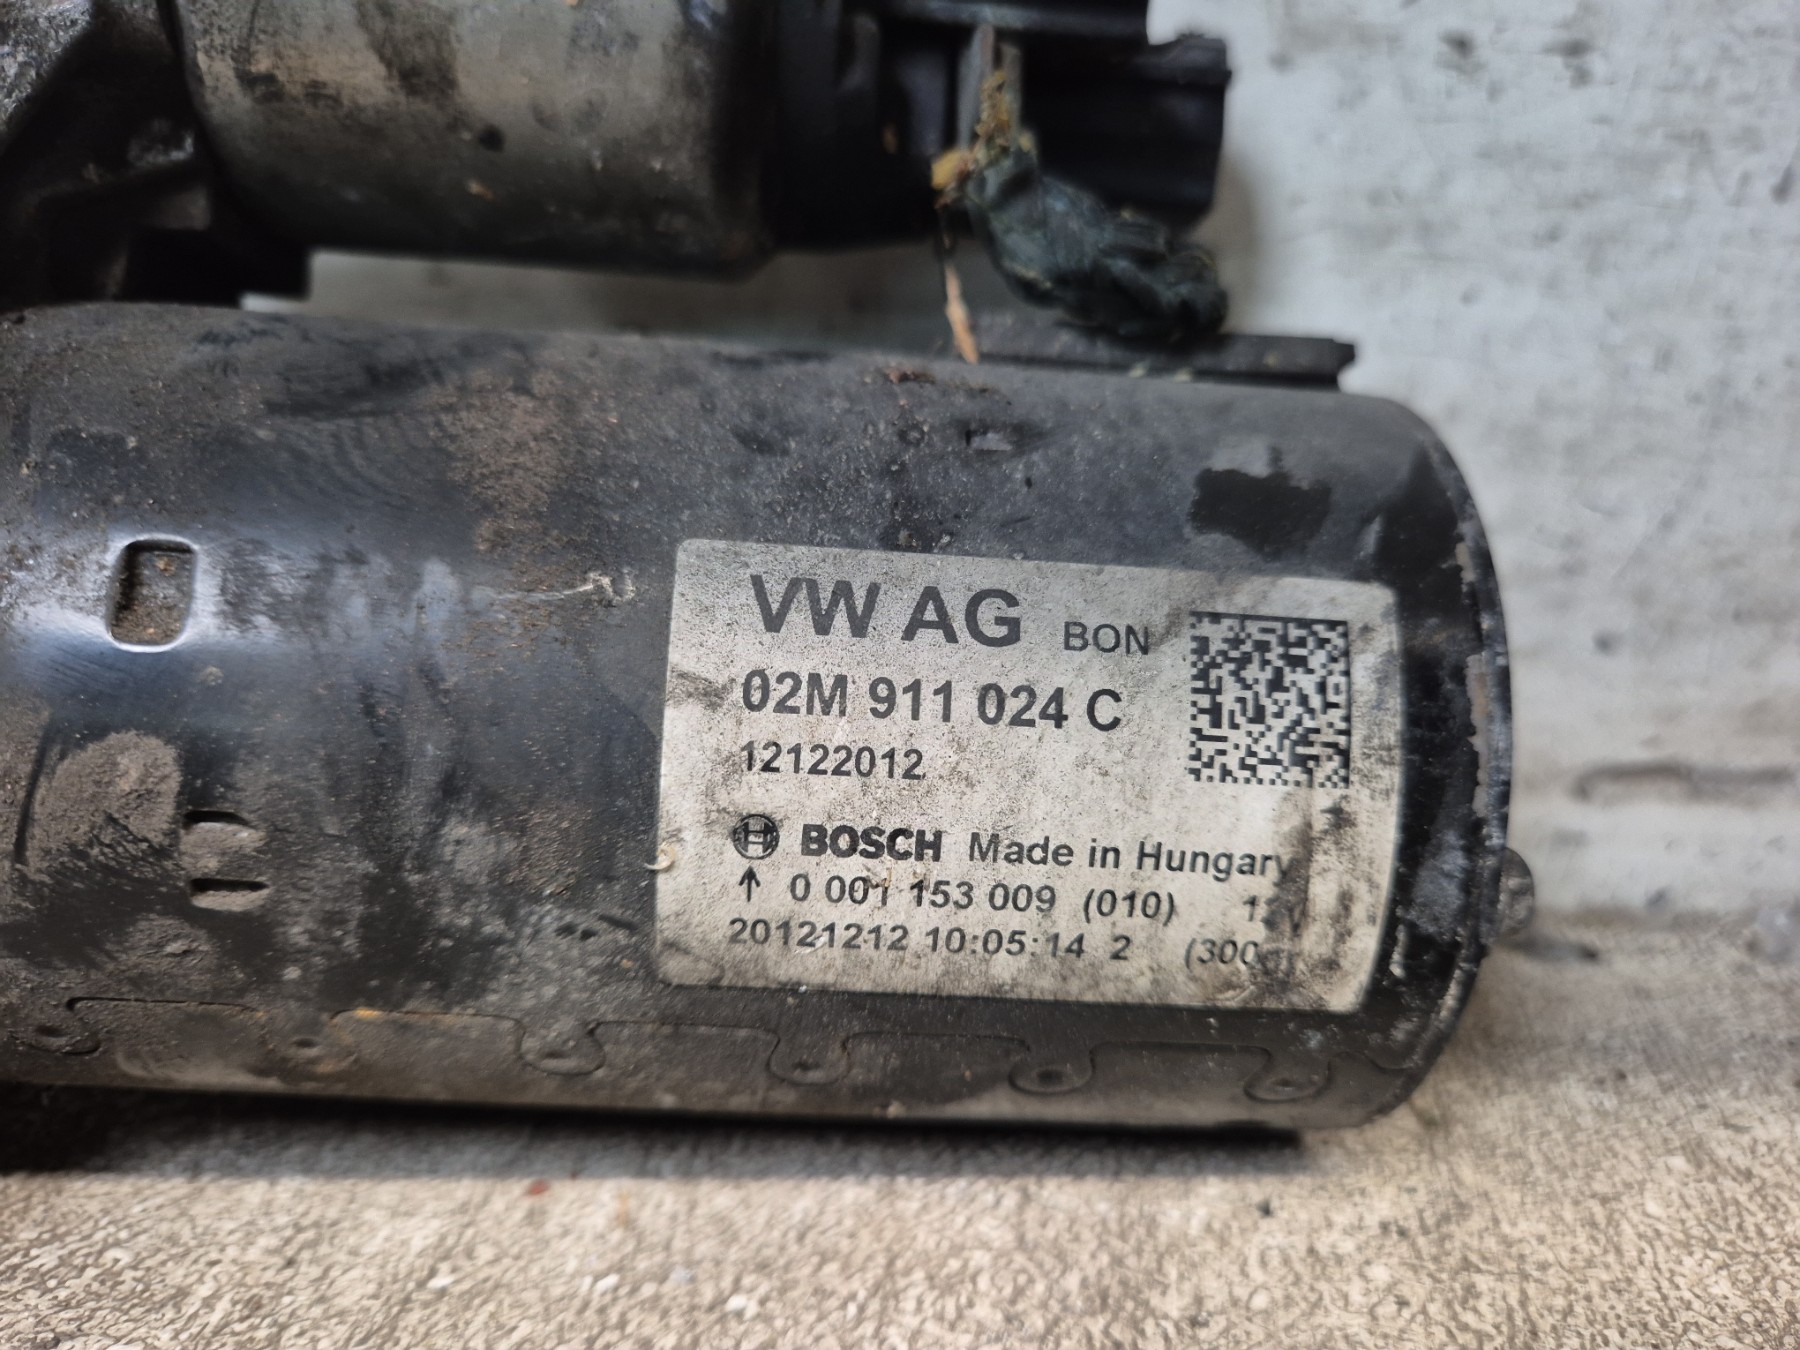 VW AG BON
02M 911 024 C
12122012
BOSCH Made in Hungary
↑ 0 001 153 009 (010)
20121212 10:05:14 2